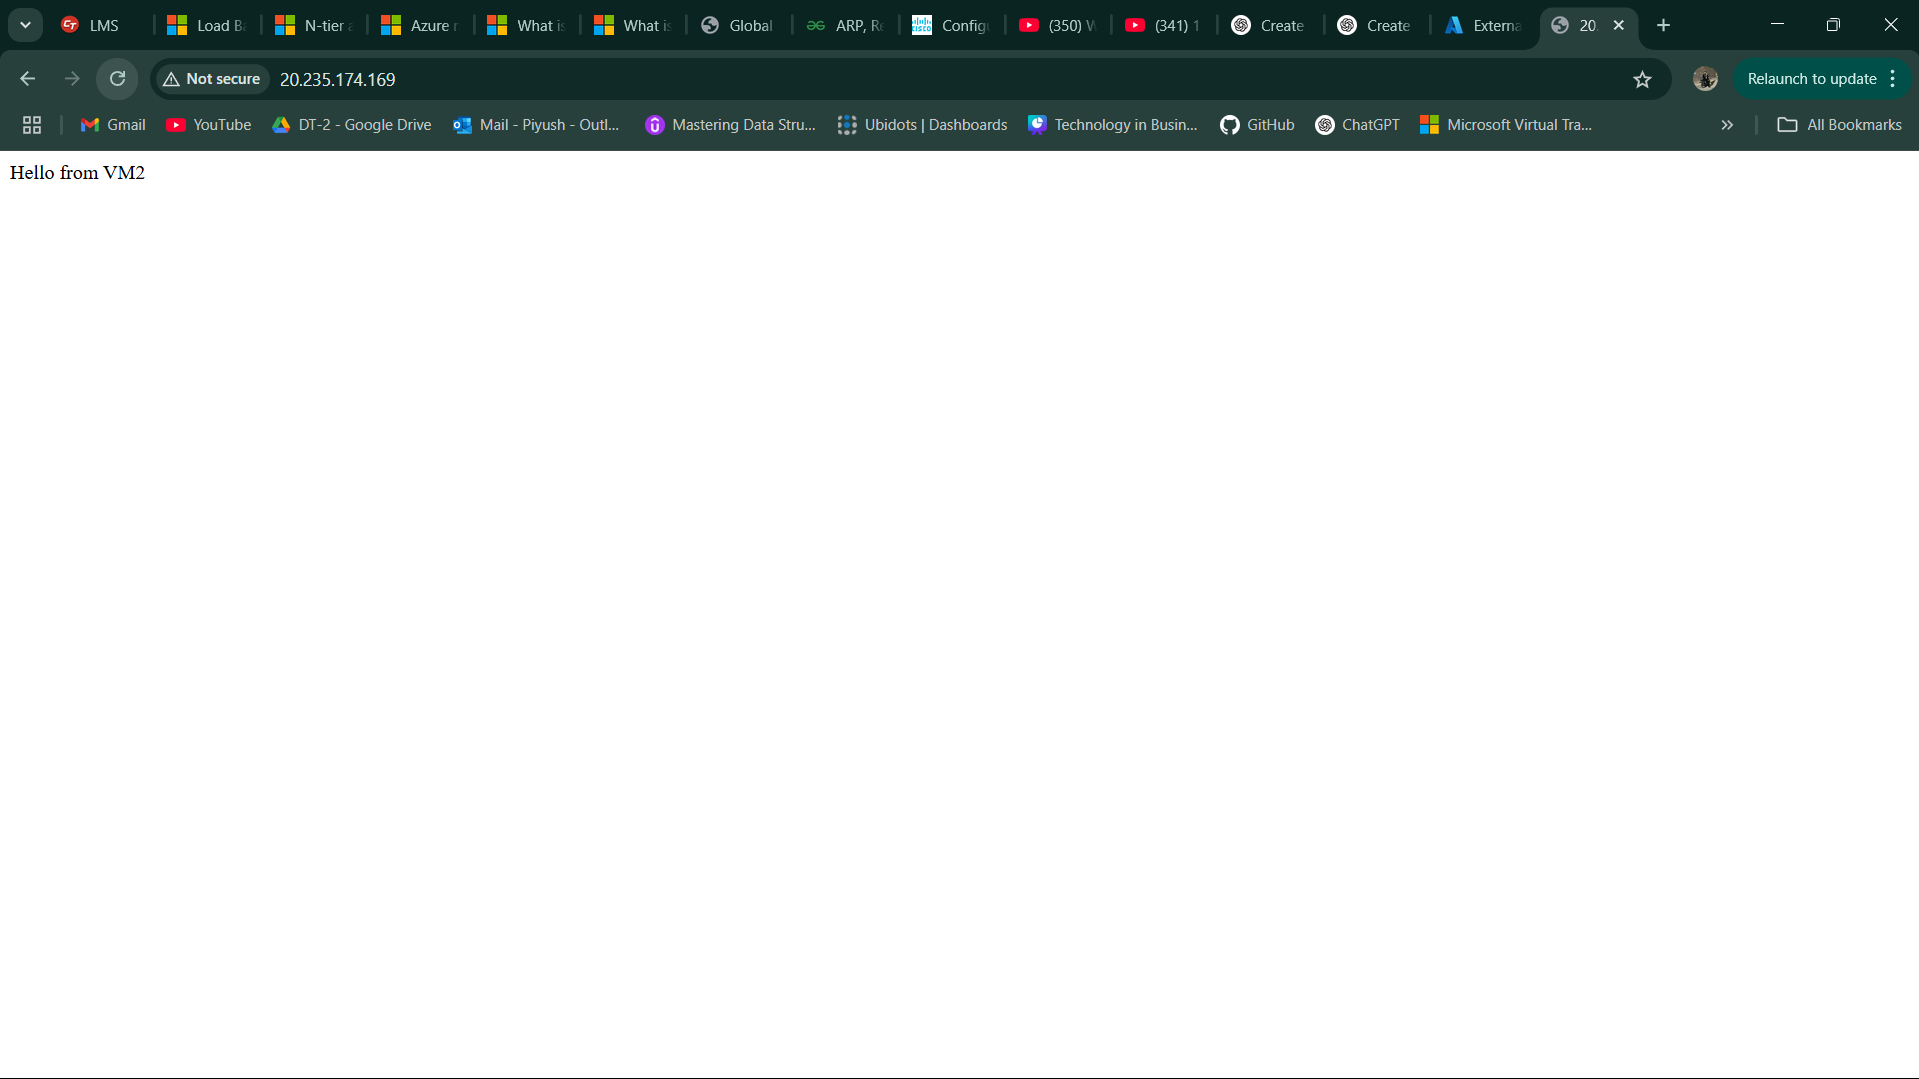 LMS
Load Ba
N-tier a
Azure n
What is
What is
Global
ARP, Re
Config
(350) W
(341) 1
Create
Create
Externa
20.
Not secure
20.235.174.169
Relaunch to update
Gmail
YouTube
DT-2 - Google Drive
Mail - Piyush - Outl...
Mastering Data Stru...
Ubidots | Dashboards
Technology in Busin...
GitHub
ChatGPT
Microsoft Virtual Tra...
All Bookmarks
Hello from VM2